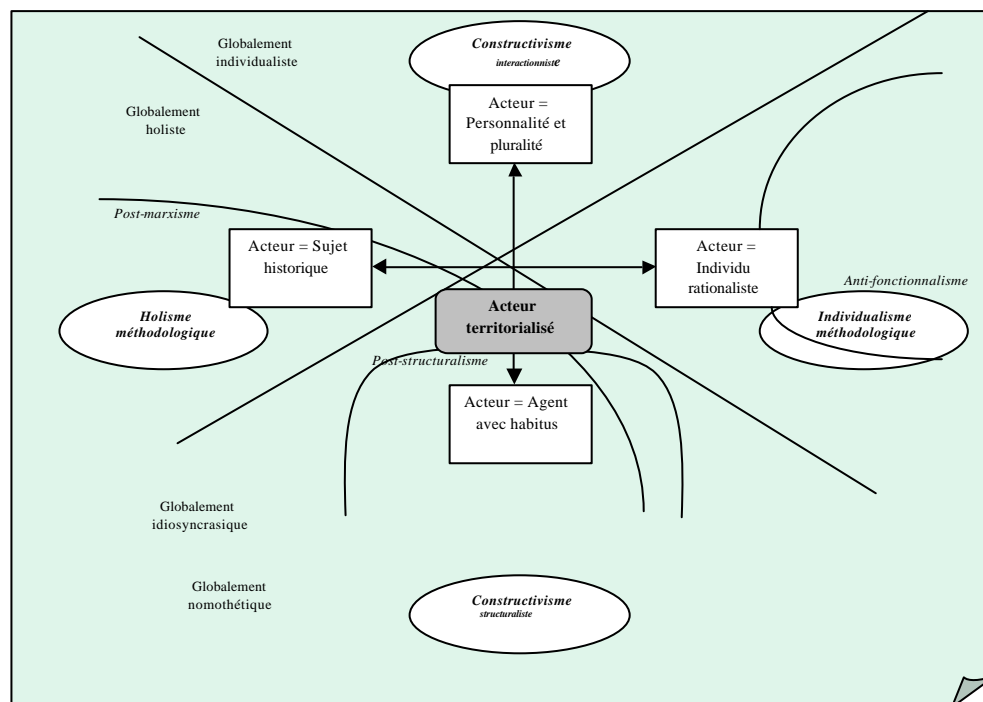 Globalement
individualiste
Constructivisme
interactionniste
Acteur =
Personnalité et
pluralité
Globalement
holiste
Post-marxisme
Acteur = Sujet
historique
Acteur =
Individu
rationaliste
Anti-fonctionnalisme
Holisme
méthodologique
Acteur
territorialisé
Individualisme
méthodologique
Post-structuralisme
Acteur = Agent
avec habitus
Globalement
idiosyncrasique
Globalement
nomothétique
Constructivisme
structuraliste